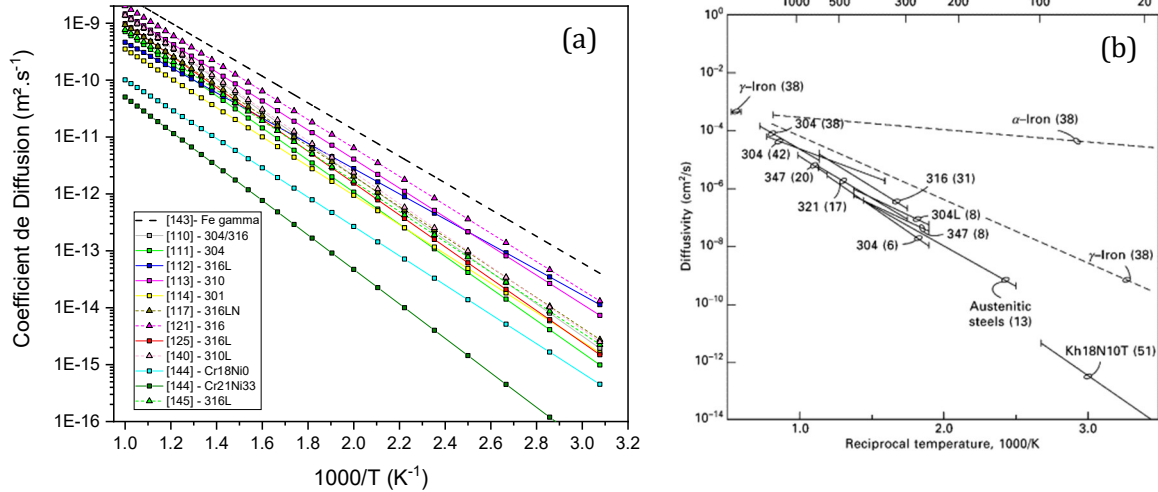 (a)
Coefficient de Diffusion (m².s⁻¹)
1E-9
1E-10
1E-11
1E-12
1E-13
1E-14
1E-15
1E-16
[143]- Fe gamma
[110] - 304/316
[111] - 304
[112] - 316L
[113] - 310
[114] - 301
[117] - 316LN
[121] - 316
[125] - 316L
[140] - 310L
[144] - Cr18Ni0
[144] - Cr21Ni33
[145] - 316L
1.0 1.2 1.4 1.6 1.8 2.0 2.2 2.4 2.6 2.8 3.0 3.2
1000/T (K⁻¹)
1000 500 300 200 100 20
(b)
Diffusivity (cm²/s)
10⁰
10⁻²
10⁻⁴
10⁻⁶
10⁻⁸
10⁻¹⁰
10⁻¹²
10⁻¹⁴
γ-Iron (38)
α-Iron (38)
304 (38)
304 (42)
347 (20)
316 (31)
321 (17)
304L (8)
347 (8)
304 (6)
γ-Iron (38)
Austenitic
steels (13)
Kh18N10T (51)
1.0 2.0 3.0
Reciprocal temperature, 1000/K